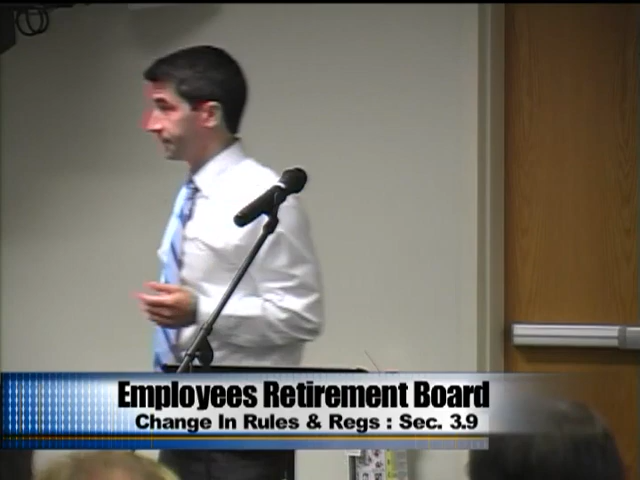 Employees Retirement Board
Change In Rules & Regs : Sec. 3.9